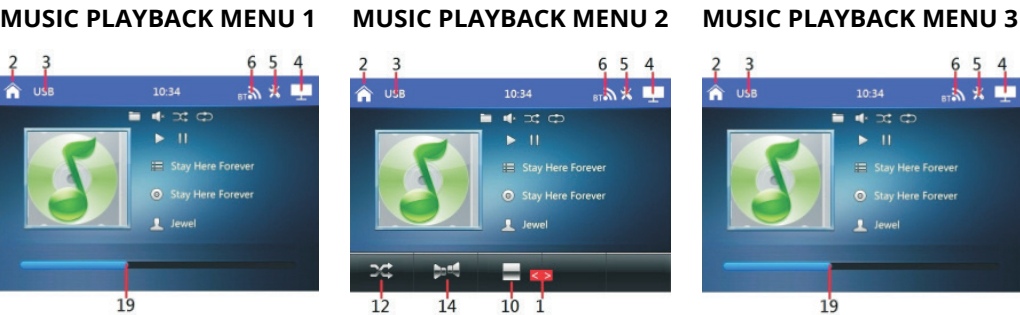 MUSIC PLAYBACK MENU 1
MUSIC PLAYBACK MENU 2
MUSIC PLAYBACK MENU 3
2 3 6 5 4
USB 10:34 BT
Stay Here Forever
Stay Here Forever
Jewel
19
2 3 6 5 4
USB 10:34 BT
Stay Here Forever
Stay Here Forever
Jewel
< >
12 14 10 1
2 3 6 5 4
USB 10:34 BT
Stay Here Forever
Stay Here Forever
Jewel
19